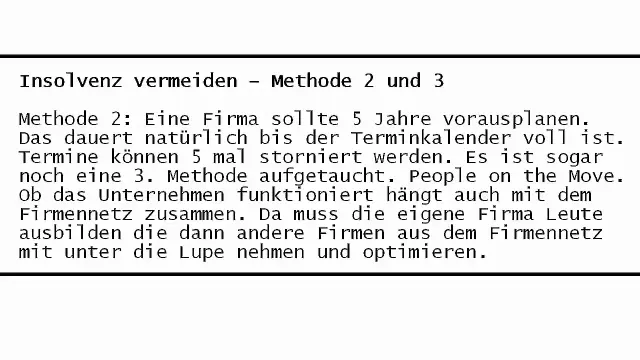 Insolvenz vermeiden – Methode 2 und 3
Methode 2: Eine Firma sollte 5 Jahre vorausplanen.
Das dauert natürlich bis der Terminkalender voll ist.
Termine können 5 mal storniert werden. Es ist sogar
noch eine 3. Methode aufgetaucht. People on the Move.
Ob das Unternehmen funktioniert hängt auch mit dem
Firmennetz zusammen. Da muss die eigene Firma Leute
ausbilden die dann andere Firmen aus dem Firmennetz
mit unter die Lupe nehmen und optimieren.